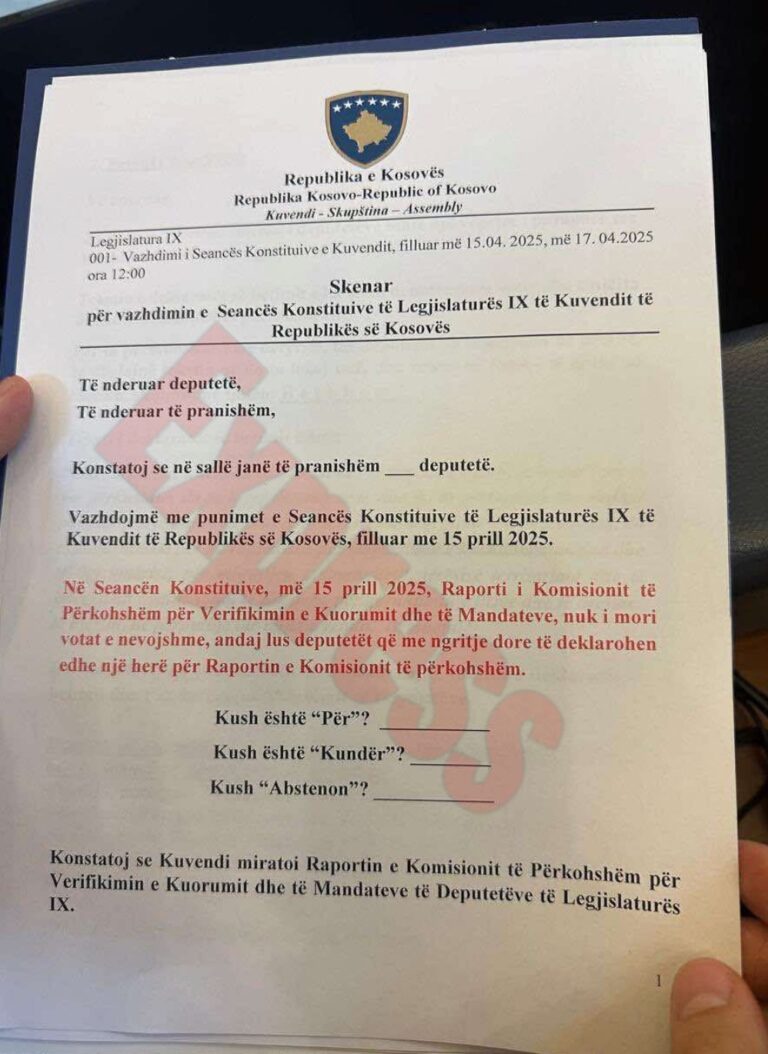 Republika e Kosovës
Republika Kosovo-Republic of Kosovo
Kuvendi - Skupština – Assembly
Legjislatura IX
001- Vazhdimi i Seancës Konstituive e Kuvendit, filluar më 15.04. 2025, më 17. 04.2025
ora 12:00
Skenar
për vazhdimin e Seancës Konstituive të Legjislaturës IX të Kuvendit të
Republikës së Kosovës
Të nderuar deputetë,
Të nderuar të pranishëm,
Konstatoj se në sallë janë të pranishëm ___ deputetë.
Vazhdojmë me punimet e Seancës Konstituive të Legjislaturës IX të
Kuvendit të Republikës së Kosovës, filluar me 15 prill 2025.
Në Seancën Konstituive, më 15 prill 2025, Raporti i Komisionit të
Përkohshëm për Verifikimin e Kuorumit dhe të Mandateve, nuk i mori
votat e nevojshme, andaj lus deputetët që me ngritje dore të deklarohen
edhe një herë për Raportin e Komisionit të përkohshëm.
Kush është “Për”? ___________
Kush është “Kundër”? ________
Kush “Abstenon”? ____________
Konstatoj se Kuvendi miratoi Raportin e Komisionit të Përkohshëm për
Verifikimin e Kuorumit dhe të Mandateve të Deputetëve të Legjislaturës
IX.
1
Express